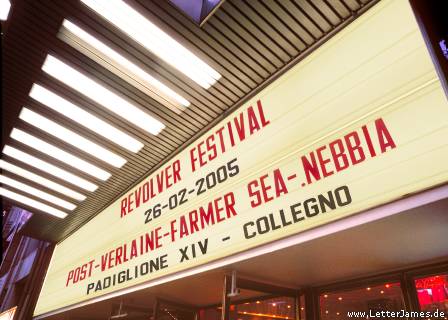 REVOLVER FESTIVAL
26-02-2005
POST-VERLAINE-FARMER SEA-.NEBBIA
PADIGLIONE XIV - COLLEGNO
www.LetterJames.de